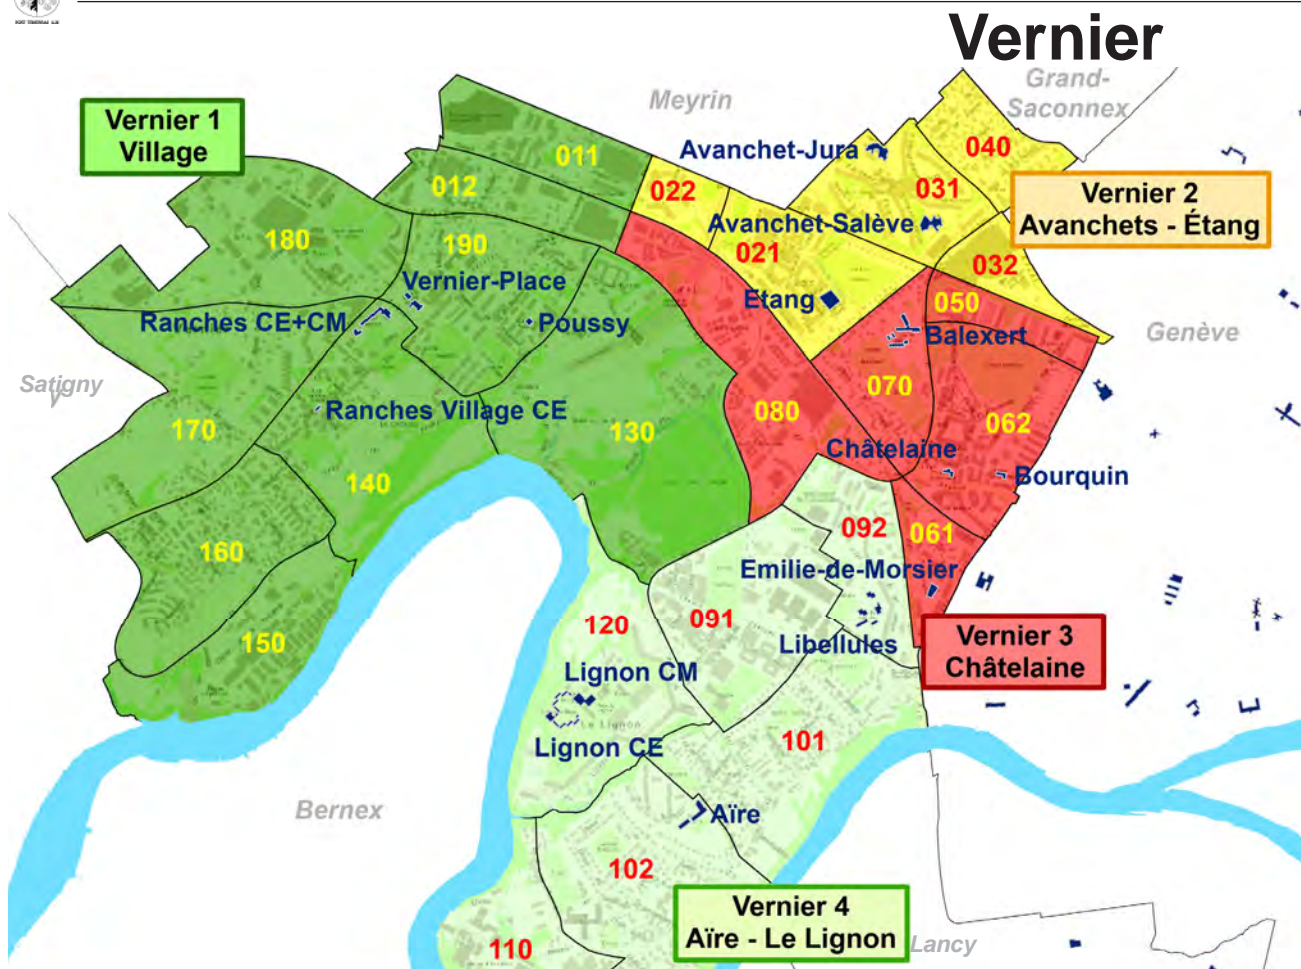 Vernier
Grand-
Saconnex
Meyrin
Vernier 1
Village
Avanchet-Jura
040
011
012
022
031
Vernier 2
Avanchets - Étang
Avanchet-Salève
180
190
021
032
Vernier-Place
Etang
050
Ranches CE+CM
Poussy
Balexert
Genève
Satigny
070
Ranches Village CE
080
170
130
062
Châtelaine
140
Bourquin
092
061
160
Emilie-de-Morsier
120
091
150
Libellules
Vernier 3
Châtelaine
Lignon CM
Le Lignon
Lignon CE
101
Bernex
Aïre
102
Vernier 4
Aïre - Le Lignon
110
Lancy